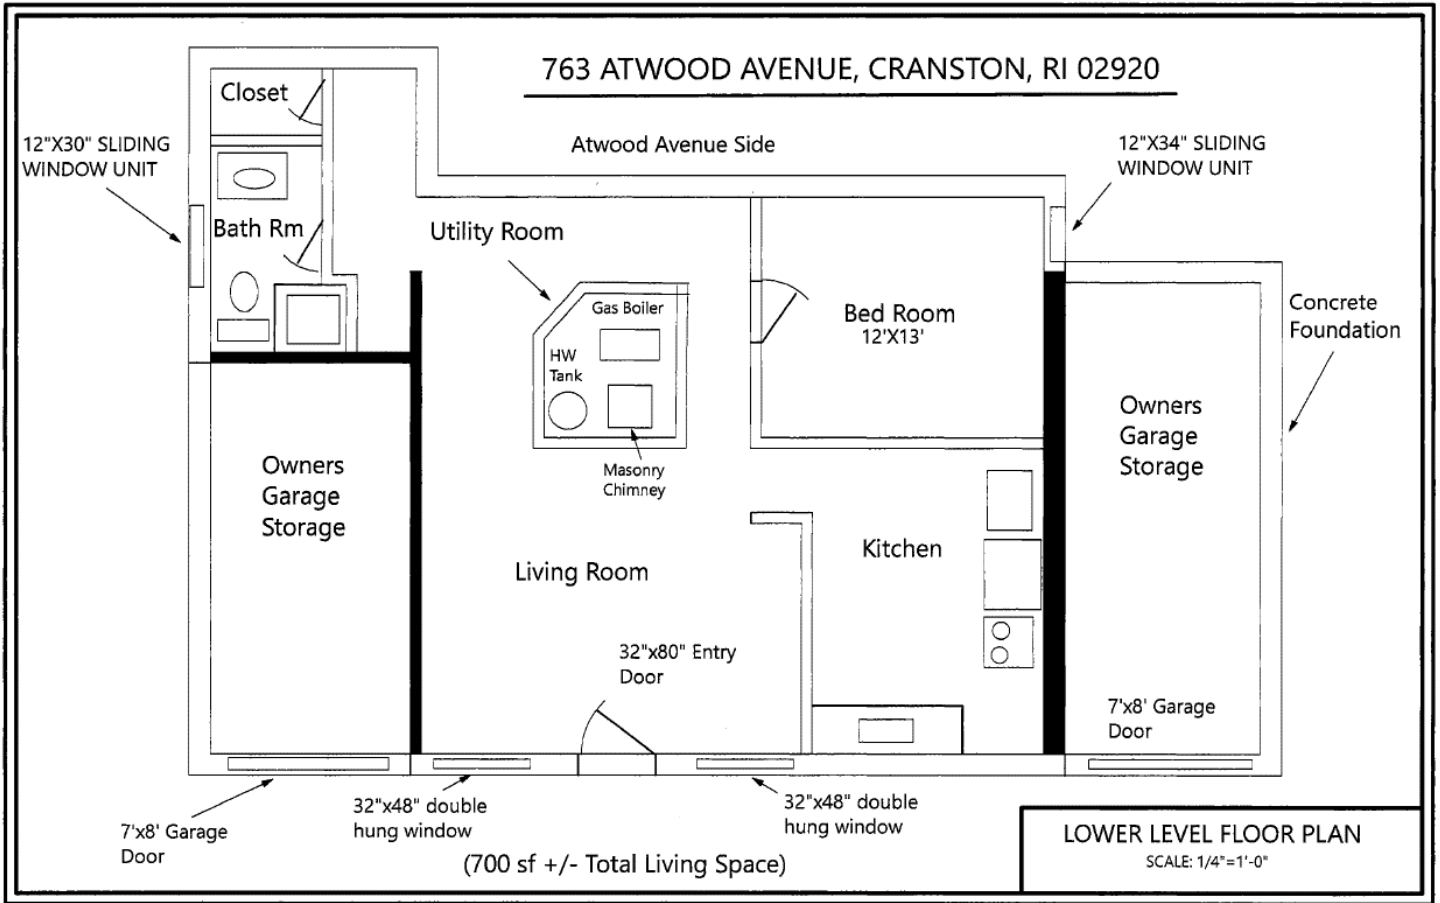 763 ATWOOD AVENUE, CRANSTON, RI 02920
Atwood Avenue Side
Closet
12"X30" SLIDING
WINDOW UNIT
12"X34" SLIDING
WINDOW UNIT
Bath Rm
Utility Room
Gas Boiler
HW
Tank
Masonry
Chimney
Bed Room
12'X13'
Concrete
Foundation
Owners
Garage
Storage
Owners
Garage
Storage
Living Room
Kitchen
32"x80" Entry
Door
7'x8' Garage
Door
7'x8' Garage
Door
32"x48" double
hung window
32"x48" double
hung window
(700 sf +/- Total Living Space)
LOWER LEVEL FLOOR PLAN
SCALE: 1/4"=1'-0"